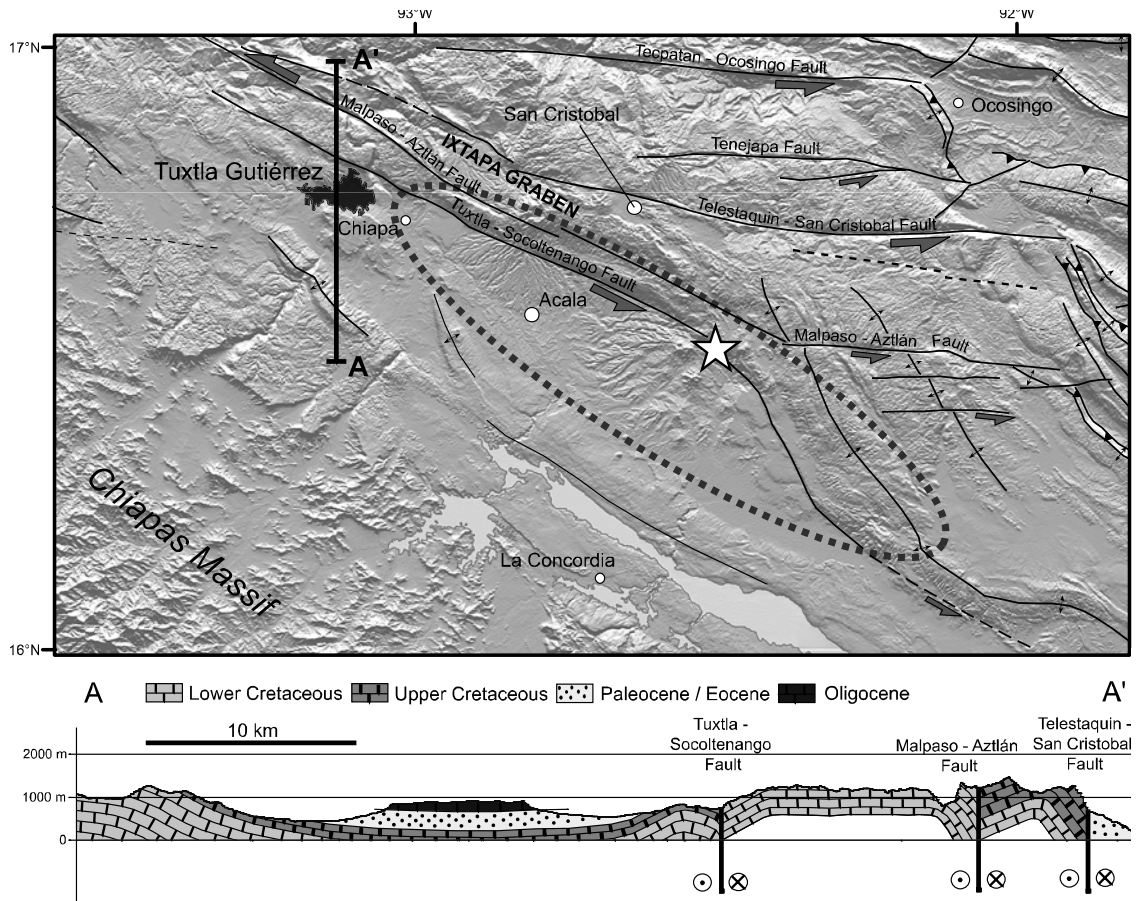 93°W
92°W
17°N
A'
Tecpatan - Ocosingo Fault
Ocosingo
San Cristobal
Malpaso - Aztlán Fault
IXTAPA GRABEN
Tenejapa Fault
Tuxtla Gutiérrez
Telestaquin - San Cristobal Fault
Chiapa
Tuxtla - Socoltenango Fault
Acala
Malpaso - Aztlán Fault
A
Chiapas Massif
La Concordia
16°N
A
Lower Cretaceous
Upper Cretaceous
Paleocene / Eocene
Oligocene
A'
10 km
Tuxtla -
Socoltenango
Fault
Malpaso - Aztlán
Fault
Telestaquin -
San Cristobal
Fault
2000 m
1000 m
0